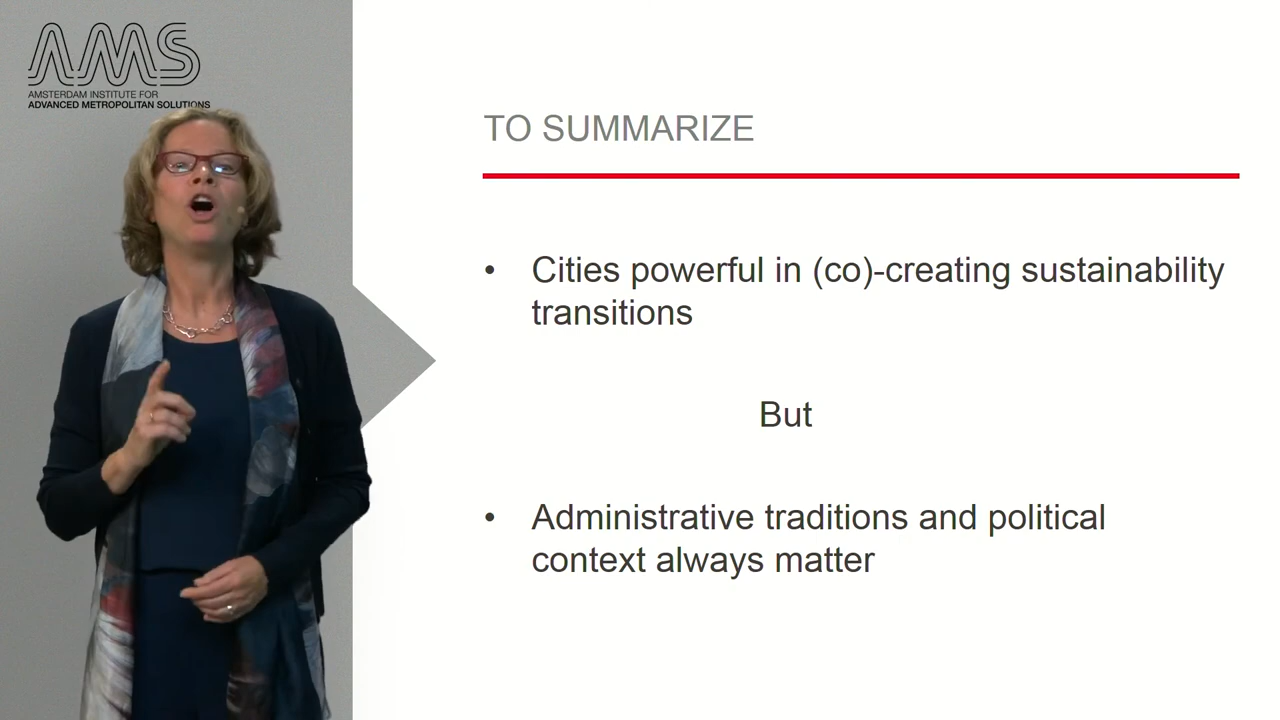 AMS
AMSTERDAM INSTITUTE FOR
ADVANCED METROPOLITAN SOLUTIONS
TO SUMMARIZE
• Cities powerful in (co)-creating sustainability
transitions
But
• Administrative traditions and political
context always matter